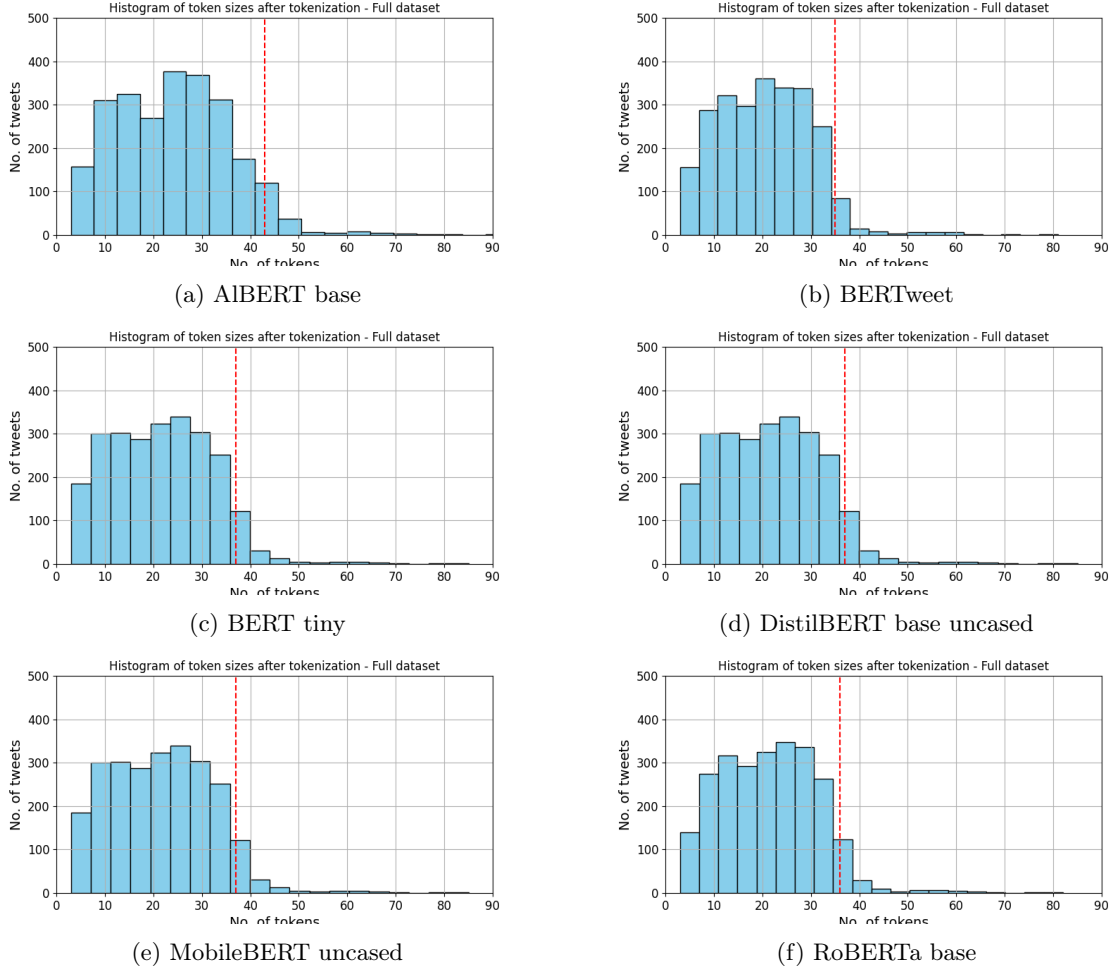 Histogram of token sizes after tokenization - Full dataset
No. of tweets
500
400
300
200
100
0
0 10 20 30 40 50 60 70 80 90
No. of tokens
(a) AlBERT base
Histogram of token sizes after tokenization - Full dataset
No. of tweets
500
400
300
200
100
0
0 10 20 30 40 50 60 70 80 90
No. of tokens
(b) BERTweet
Histogram of token sizes after tokenization - Full dataset
No. of tweets
500
400
300
200
100
0
0 10 20 30 40 50 60 70 80 90
No. of tokens
(c) BERT tiny
Histogram of token sizes after tokenization - Full dataset
No. of tweets
500
400
300
200
100
0
0 10 20 30 40 50 60 70 80 90
No. of tokens
(d) DistilBERT base uncased
Histogram of token sizes after tokenization - Full dataset
No. of tweets
500
400
300
200
100
0
0 10 20 30 40 50 60 70 80 90
No. of tokens
(e) MobileBERT uncased
Histogram of token sizes after tokenization - Full dataset
No. of tweets
500
400
300
200
100
0
0 10 20 30 40 50 60 70 80 90
No. of tokens
(f) RoBERTa base